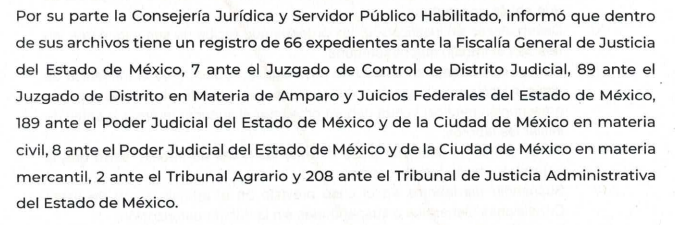 Por su parte la Consejería Jurídica y Servidor Público Habilitado, informó que dentro
de sus archivos tiene un registro de 66 expedientes ante la Fiscalía General de Justicia
del Estado de México, 7 ante el Juzgado de Control de Distrito Judicial, 89 ante el
Juzgado de Distrito en Materia de Amparo y Juicios Federales del Estado de México,
189 ante el Poder Judicial del Estado de México y de la Ciudad de México en materia
civil, 8 ante el Poder Judicial del Estado de México y de la Ciudad de México en materia
mercantil, 2 ante el Tribunal Agrario y 208 ante el Tribunal de Justicia Administrativa
del Estado de México.